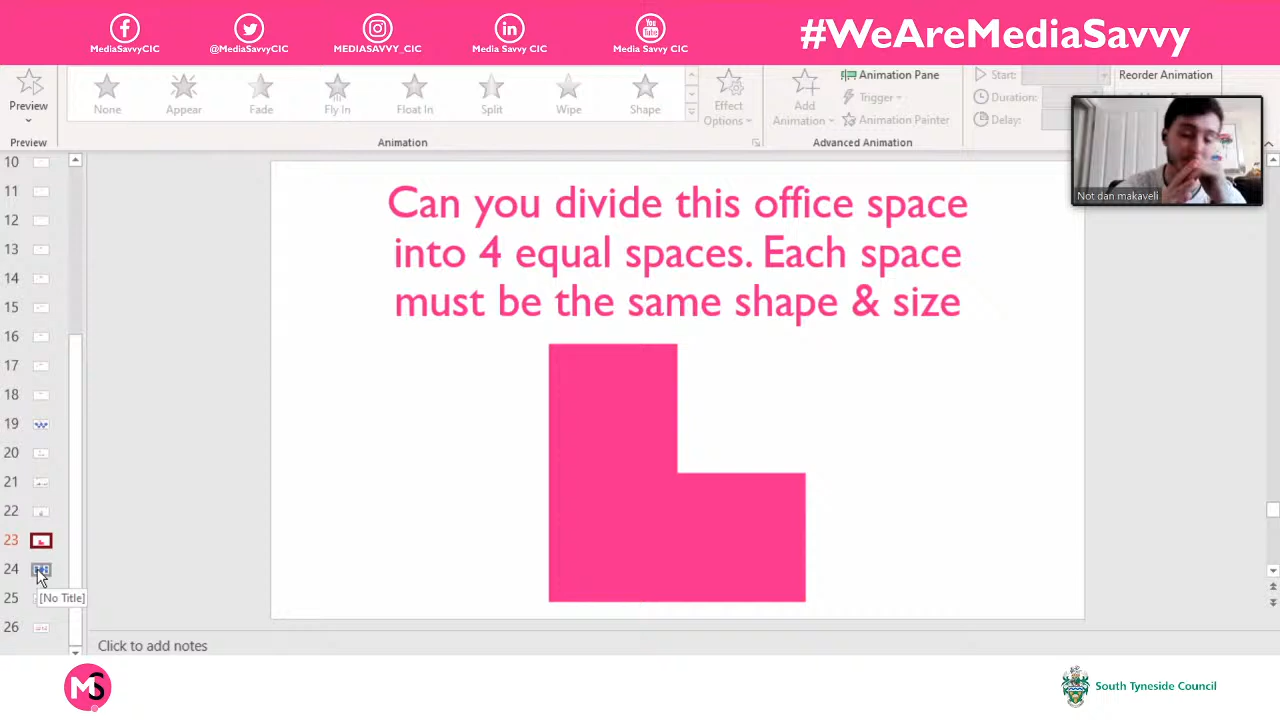 MediaSavvyCIC
@MediaSavvyCIC
MEDIASAVVY_CIC
Media Savvy CIC
You Tube
Media Savvy CIC
#WeAreMediaSavvy
Preview
Preview
None
Appear
Fade
Fly In
Float In
Split
Wipe
Shape
Animation
Effect
Options
Add
Animation
Animation Pane
Trigger
Animation Painter
Advanced Animation
Start:
Duration:
Delay:
Reorder Animation
Not dan makaveli
10
11
12
13
14
15
16
17
18
19
20
21
22
23
24
25
26
[No Title]
Can you divide this office space
into 4 equal spaces. Each space
must be the same shape & size
Click to add notes
MS
South Tyneside Council